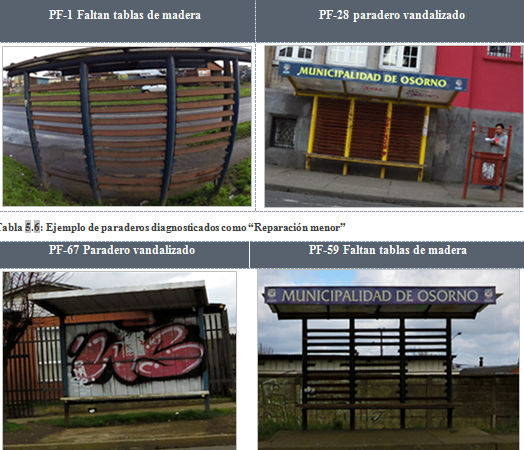 PF-1 Faltan tablas de madera
PF-28 paradero vandalizado
MUNICIPALIDAD DE OSORNO
Tabla 5.6: Ejemplo de paraderos diagnosticados como “Reparación menor”
PF-67 Paradero vandalizado
PF-59 Faltan tablas de madera
MUNICIPALIDAD DE OSORNO